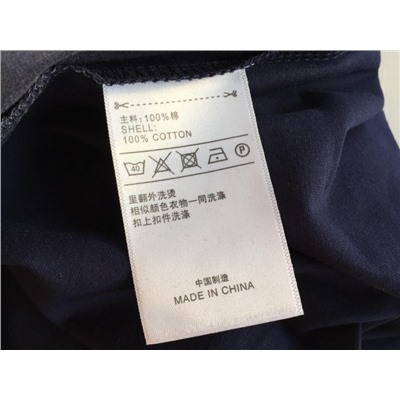 主料:100%棉
SHELL:
100% COTTON
40 P
里翻外洗烫
相似颜色衣物一同洗涤
扣上扣件洗涤
中国制造
MADE IN CHINA